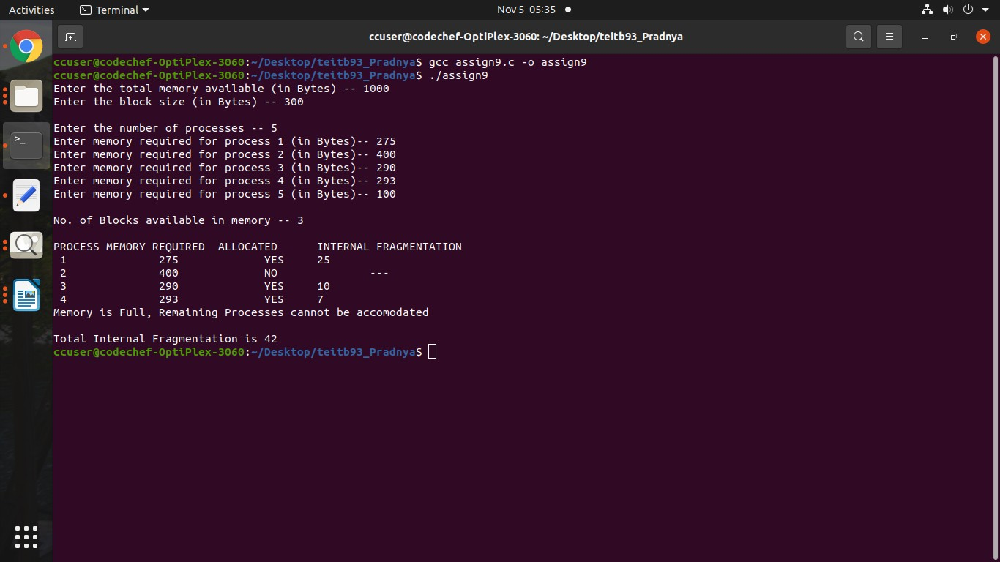 Activities Terminal Nov 5 05:35
ccuser@codechef-OptiPlex-3060: ~/Desktop/teitb93_Pradnya
ccuser@codechef-OptiPlex-3060:~/Desktop/teitb93_Pradnya$ gcc assign9.c -o assign9
ccuser@codechef-OptiPlex-3060:~/Desktop/teitb93_Pradnya$ ./assign9
Enter the total memory available (in Bytes) -- 1000
Enter the block size (in Bytes) -- 300
Enter the number of processes -- 5
Enter memory required for process 1 (in Bytes)-- 275
Enter memory required for process 2 (in Bytes)-- 400
Enter memory required for process 3 (in Bytes)-- 290
Enter memory required for process 4 (in Bytes)-- 293
Enter memory required for process 5 (in Bytes)-- 100
No. of Blocks available in memory -- 3
PROCESS MEMORY REQUIRED ALLOCATED INTERNAL FRAGMENTATION
1 275 YES 25
2 400 NO ---
3 290 YES 10
4 293 YES 7
Memory is Full, Remaining Processes cannot be accomodated
Total Internal Fragmentation is 42
ccuser@codechef-OptiPlex-3060:~/Desktop/teitb93_Pradnya$